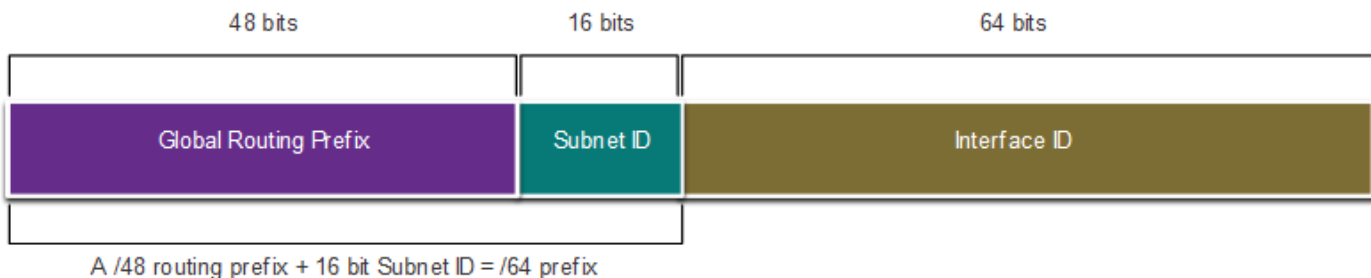 48 bits 16 bits 64 bits
Global Routing Prefix Subnet ID Interface ID
A /48 routing prefix + 16 bit Subnet ID = /64 prefix